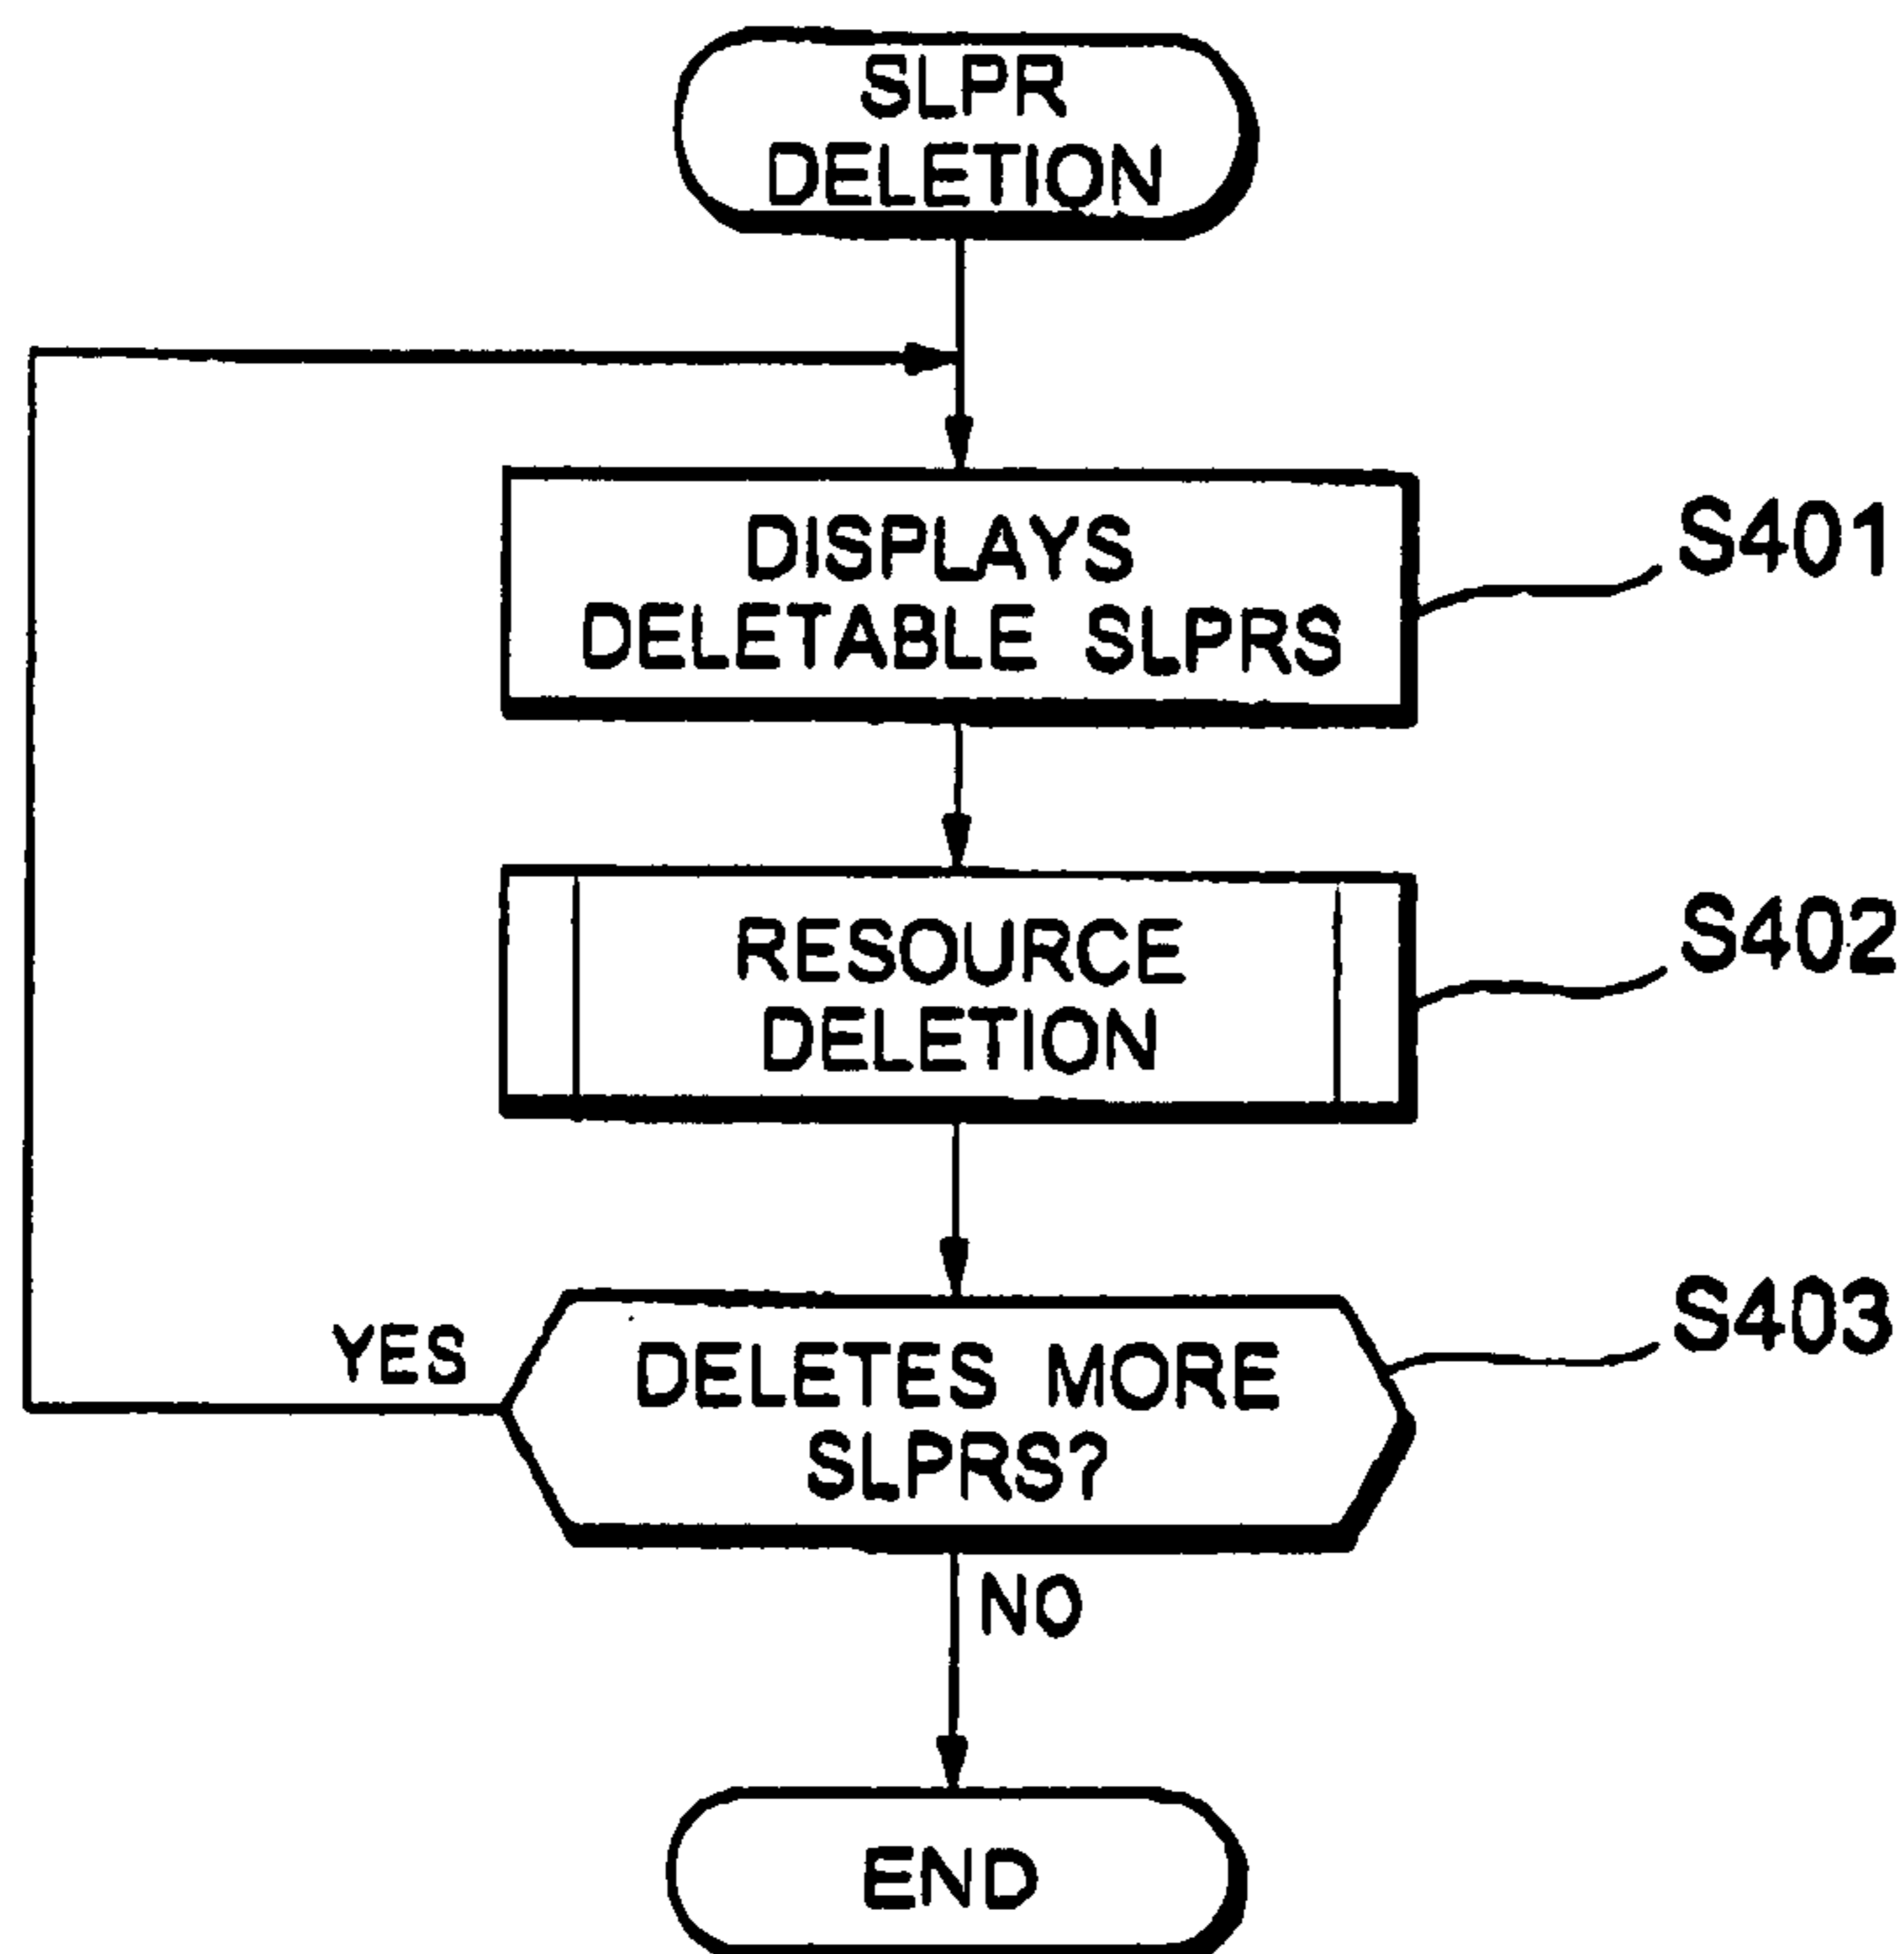 SLPR
DELETION
DISPLAYS
DELETABLE SLPRS
S401
RESOURCE
DELETION
S402
YES
DELETES MORE
SLPRS?
S403
NO
END